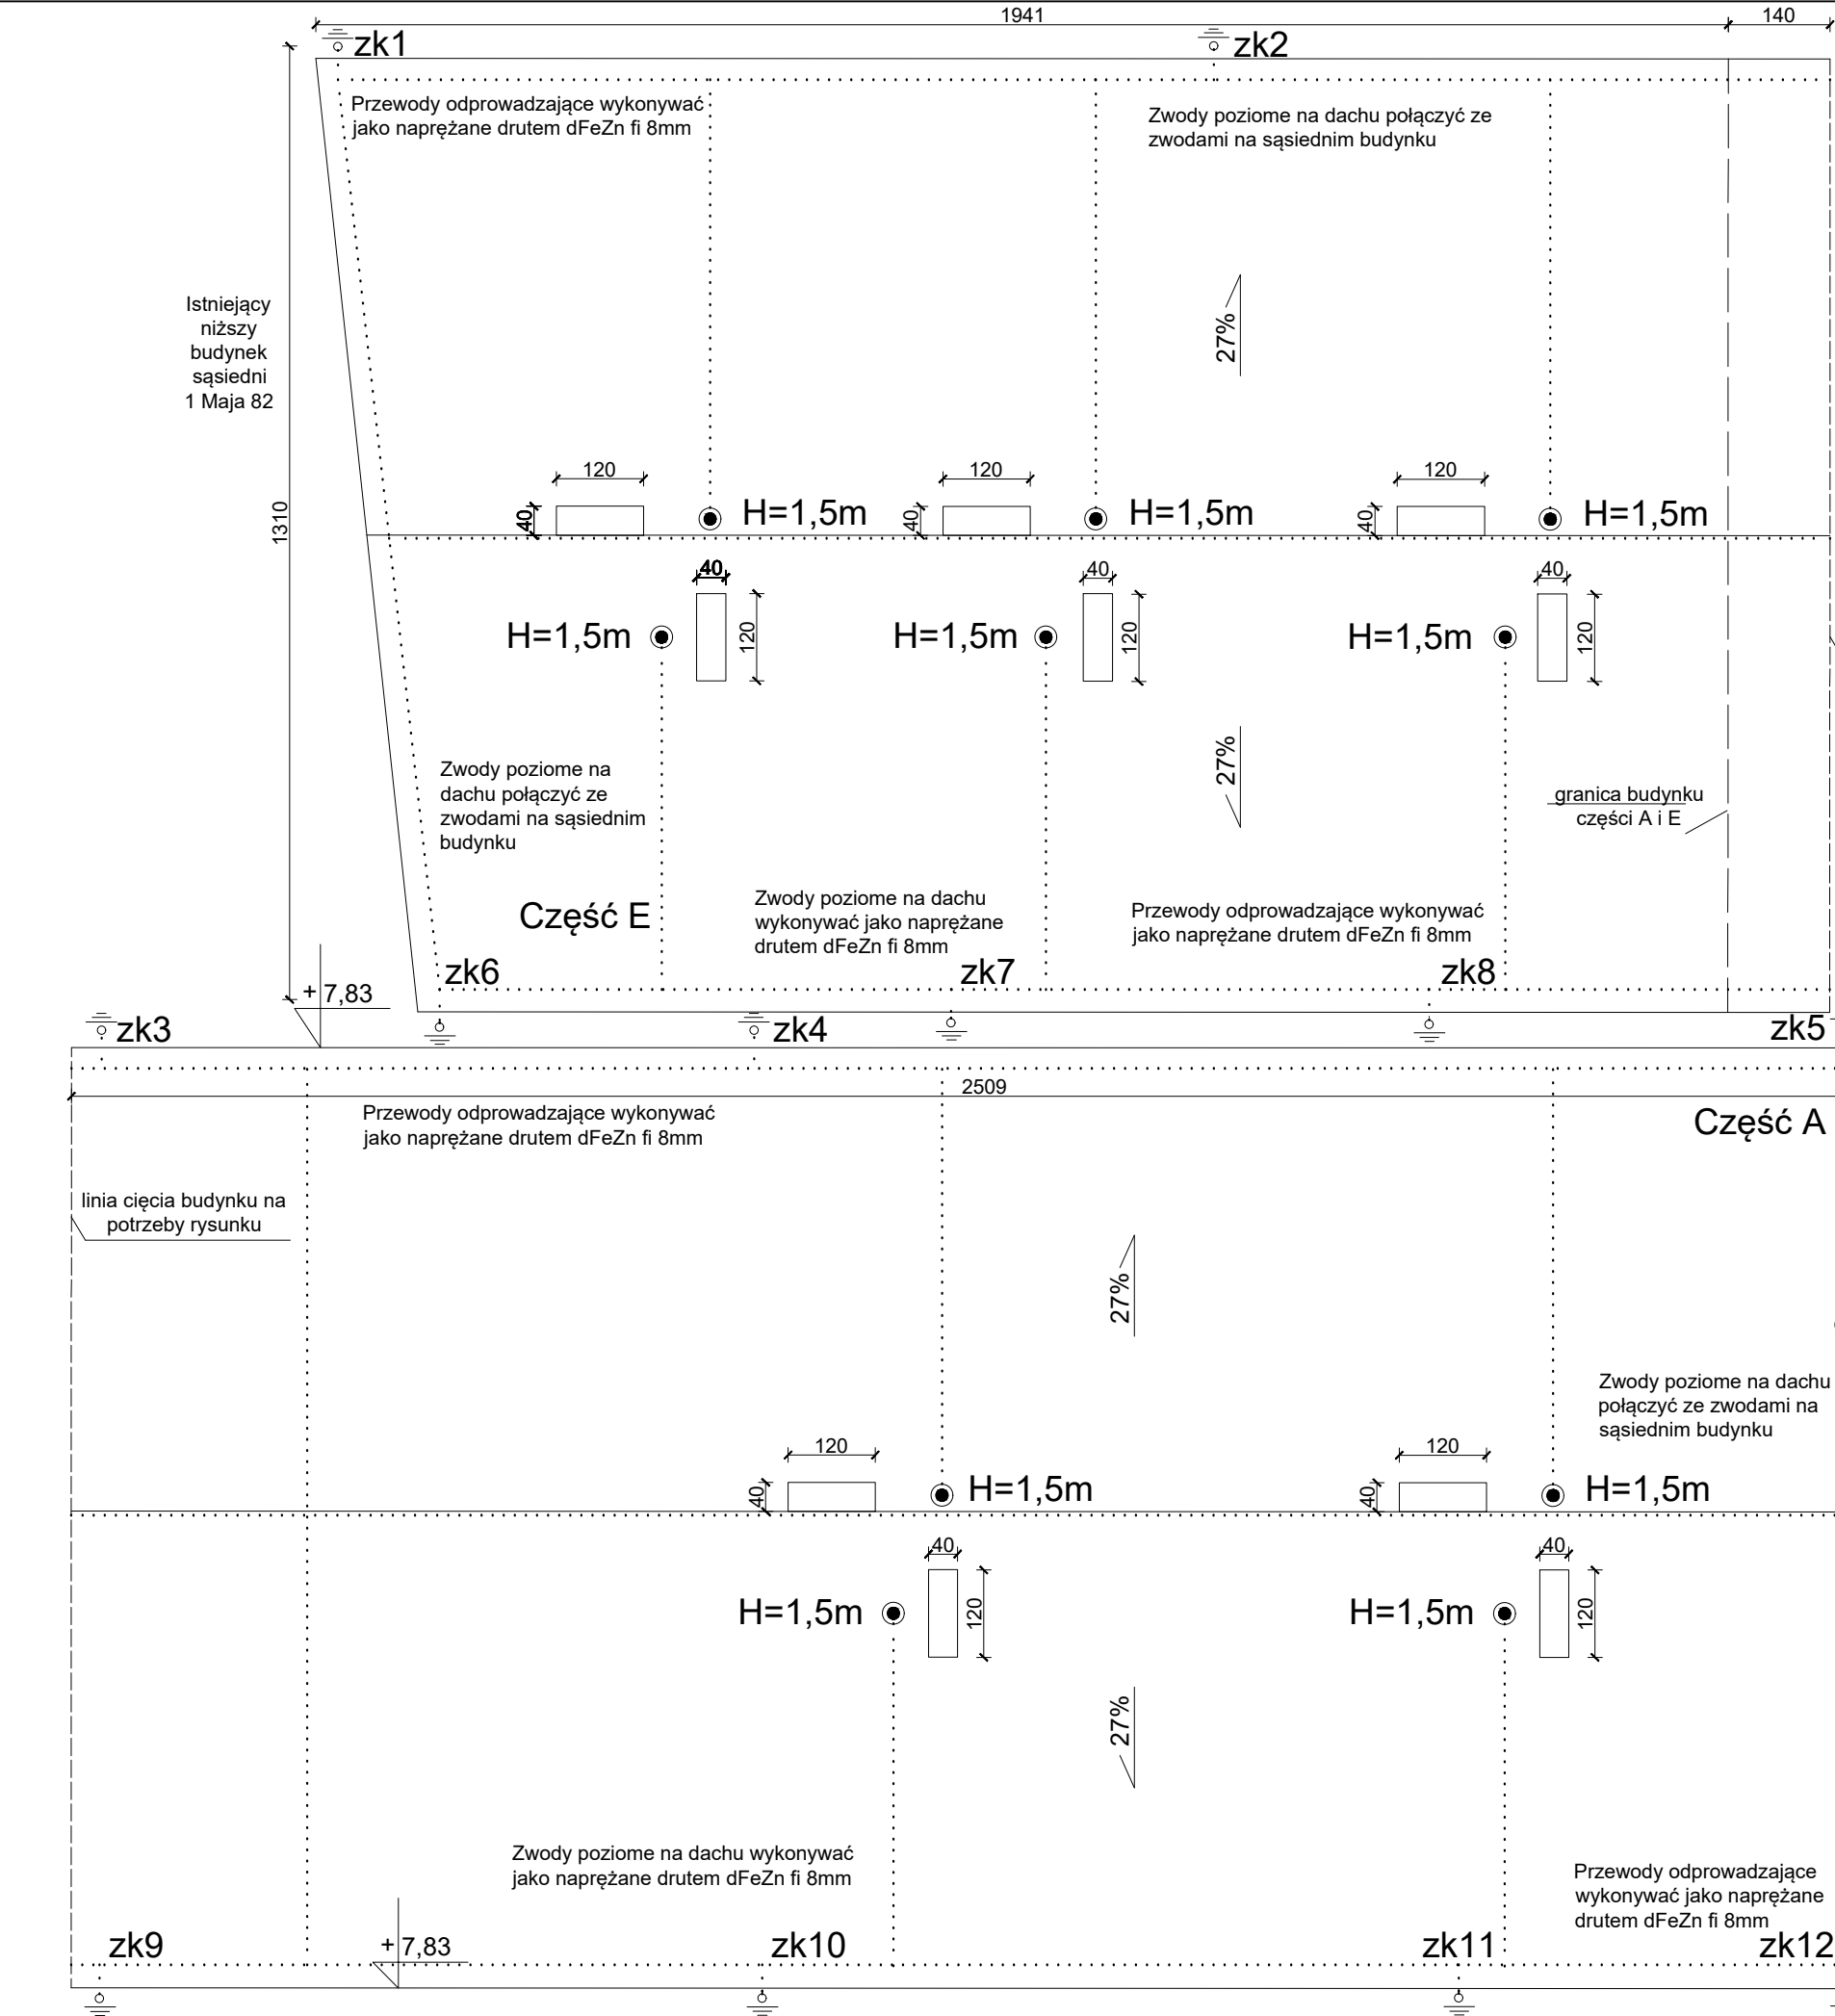 1941
140
zk1
zk2
Przewody odprowadzające wykonywać
jako naprężane drutem dFeZn fi 8mm
Zwody poziome na dachu połączyć ze
zwodami na sąsiednim budynku
Istniejący
niższy
budynek
sąsiedni
1 Maja 82
1310
27%
120
120
120
40
H=1,5m
40
H=1,5m
40
H=1,5m
40
40
40
H=1,5m
120
H=1,5m
120
H=1,5m
120
27%
Zwody poziome na
dachu połączyć ze
zwodami na sąsiednim
budynku
granica budynku
części A i E
Część E
Zwody poziome na dachu
wykonywać jako naprężane
drutem dFeZn fi 8mm
Przewody odprowadzające wykonywać
jako naprężane drutem dFeZn fi 8mm
zk6
zk7
zk8
+ 7,83
zk3
zk4
zk5
2509
Przewody odprowadzające wykonywać
jako naprężane drutem dFeZn fi 8mm
Część A
linia cięcia budynku na
potrzeby rysunku
27%
Zwody poziome na dachu
połączyć ze zwodami na
sąsiednim budynku
120
120
40
H=1,5m
40
H=1,5m
40
40
H=1,5m
120
H=1,5m
120
27%
Zwody poziome na dachu wykonywać
jako naprężane drutem dFeZn fi 8mm
Przewody odprowadzające
wykonywać jako naprężane
drutem dFeZn fi 8mm
zk9
+ 7,83
zk10
zk11
zk12